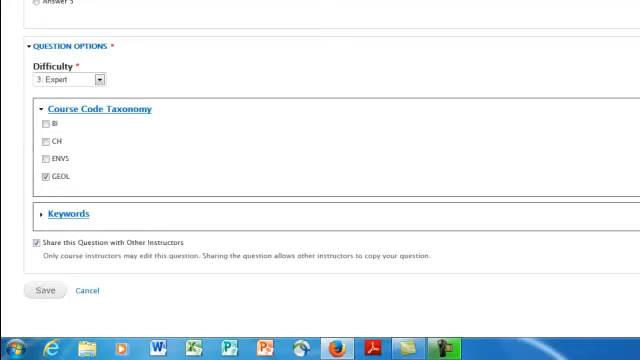 Answer 5
QUESTION OPTIONS *
Difficulty *
3. Expert
Course Code Taxonomy
BI
CH
ENVS
GEOL
Keywords
Share this Question with Other Instructors
Only course instructors may edit this question. Sharing the question allows other instructors to copy your question.
Save
Cancel